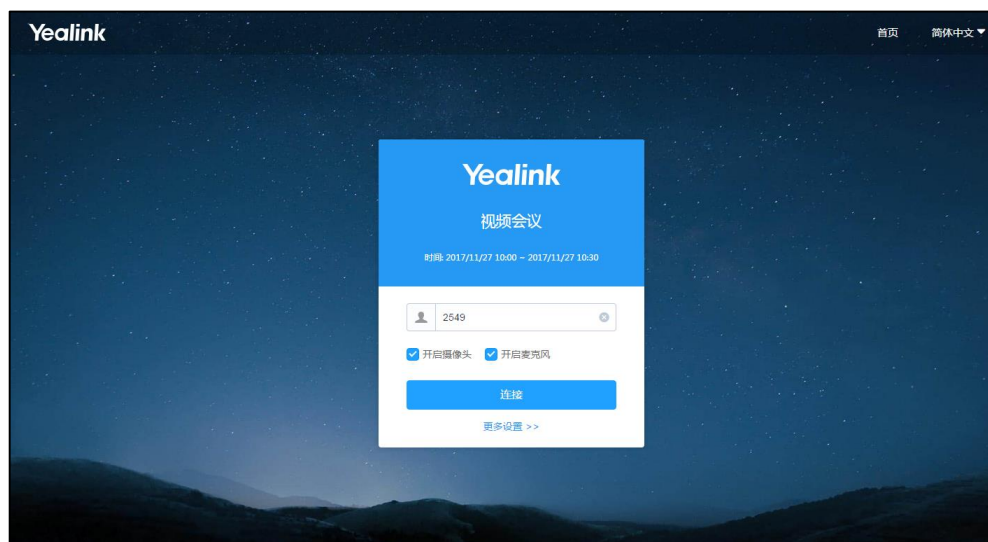 Yealink
首页 简体中文
Yealink
视频会议
时间: 2017/11/27 10:00 ~ 2017/11/27 10:30
2549
开启摄像头 开启麦克风
连接
更多设置 >>